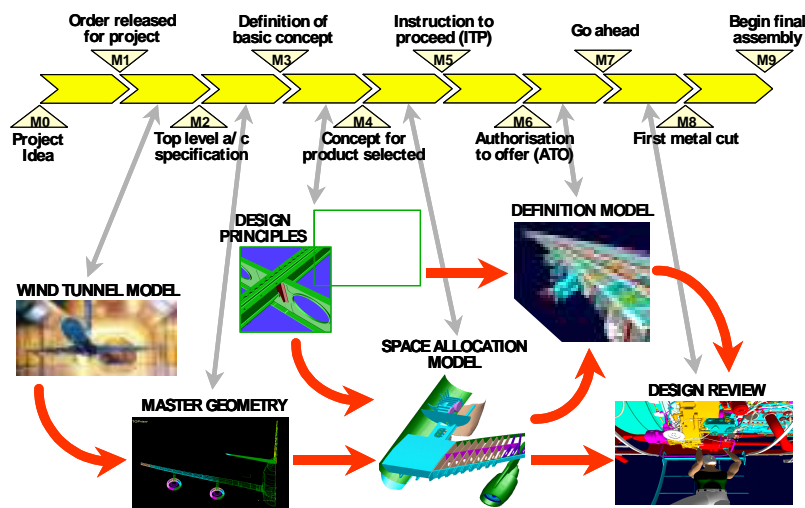 Order released
for project
Definition of
basic concept
Instruction to
proceed (ITP)
Go ahead
Begin final
assembly
M1
M3
M5
M7
M9
M0
M2
M4
M6
M8
Project
Idea
Top level a/ c
specification
Concept for
product selected
Authorisation
to offer (ATO)
First metal cut
DESIGN
PRINCIPLES
DEFINITION MODEL
WIND TUNNEL MODEL
SPACE ALLOCATION
MODEL
MASTER GEOMETRY
DESIGN REVIEW